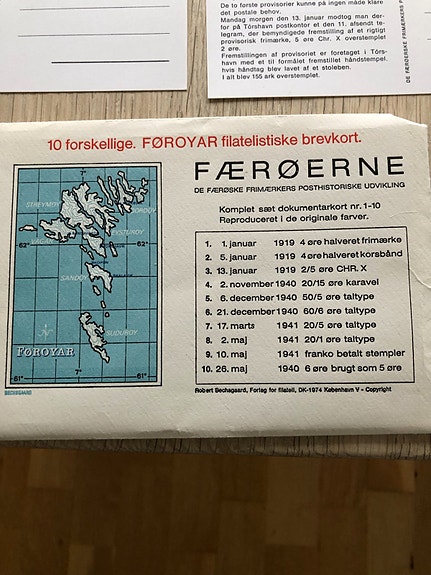 De to første provisorier kunne på ingen måde klare
det postale behov.
Mandag morgen den 13. januar modtog man der-
for på Tórshavn postkontor et den 11. afsendt te-
legram, der bemyndigede fremstilling af et rigtigt
provisorisk frimærke, 5 øre Chr. X overstemplet
2 øre.
Fremstillingen af provisoriet er foretaget i Tórs-
havn med et til formålet fremstillet håndstempel,
hvis håndtag blev lavet af et stoleben.
I alt blev 155 ark overstemplet.
DE FÆRØERSKE FRIMÆRKERS
10 forskellige. FØROYAR filatelistiske brevkort.
FÆRØERNE
DE FÆRØSKE FRIMÆRKERS POSTHISTORISKE UDVIKLING
Komplet sæt dokumentarkort nr. 1-10
Reproduceret i de originale farver.
1. 1. januar 1919 4 øre halveret frimærke
2. 5. januar 1919 4 øre halveret korsbånd
3. 13. januar 1919 2/5 øre CHR. X
4. 2. november 1940 20/15 øre karavel
5. 6. december 1940 50/5 øre taltype
6. 21. december 1940 60/6 øre taltype
7. 17. marts 1941 20/5 øre taltype
8. 2. maj 1941 20/1 øre taltype
9. 10. maj 1941 franko betalt stempler
10. 26. maj 1940 6 øre brugt som 5 øre
Robert Bechsgaard, Forlag for filateli, DK-1974 København V - Copyright
7°
STREYMOY
BORDOY
EYSTUROY
VÁGAR
62°
62°
SANDOY
SUDUROY
FØROYAR
61°
7°
61°
BECHSGAARD